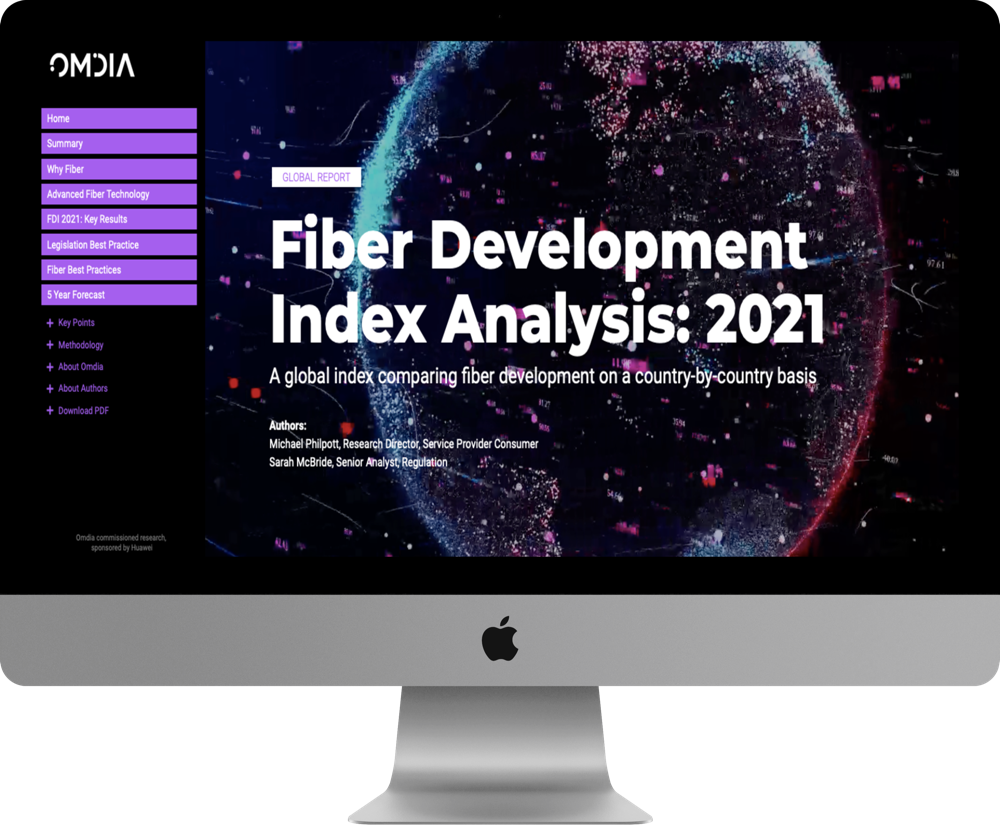 OMDIA
Home
Summary
Why Fiber
Advanced Fiber Technology
FDI 2021: Key Results
Legislation Best Practice
Fiber Best Practices
5 Year Forecast
+ Key Points
+ Methodology
+ About Omdia
+ About Authors
+ Download PDF
Omdia commissioned research,
sponsored by Huawei
GLOBAL REPORT
Fiber Development
Index Analysis: 2021
A global index comparing fiber development on a country-by-country basis
Authors:
Michael Philpott, Research Director, Service Provider Consumer
Sarah McBride, Senior Analyst, Regulation
97.61